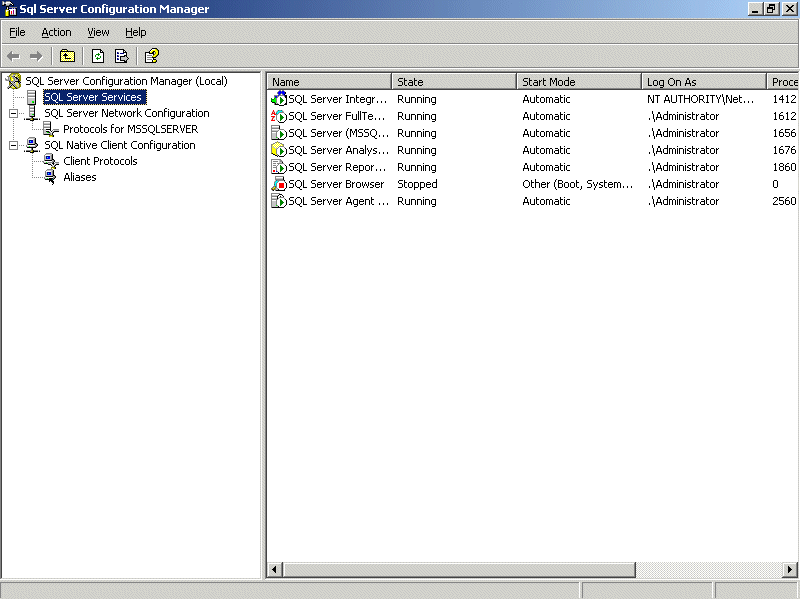 Sql Server Configuration Manager
File Action View Help
SQL Server Configuration Manager (Local)
SQL Server Services
SQL Server Network Configuration
Protocols for MSSQLSERVER
SQL Native Client Configuration
Client Protocols
Aliases
Name State Start Mode Log On As Proce
SQL Server Integr... Running Automatic NT AUTHORITY\Net... 1412
SQL Server FullTe... Running Automatic .\Administrator 1612
SQL Server (MSSQ... Running Automatic .\Administrator 1656
SQL Server Analys... Running Automatic .\Administrator 1676
SQL Server Repor... Running Automatic .\Administrator 1860
SQL Server Browser Stopped Other (Boot, System... .\Administrator 0
SQL Server Agent ... Running Automatic .\Administrator 2560